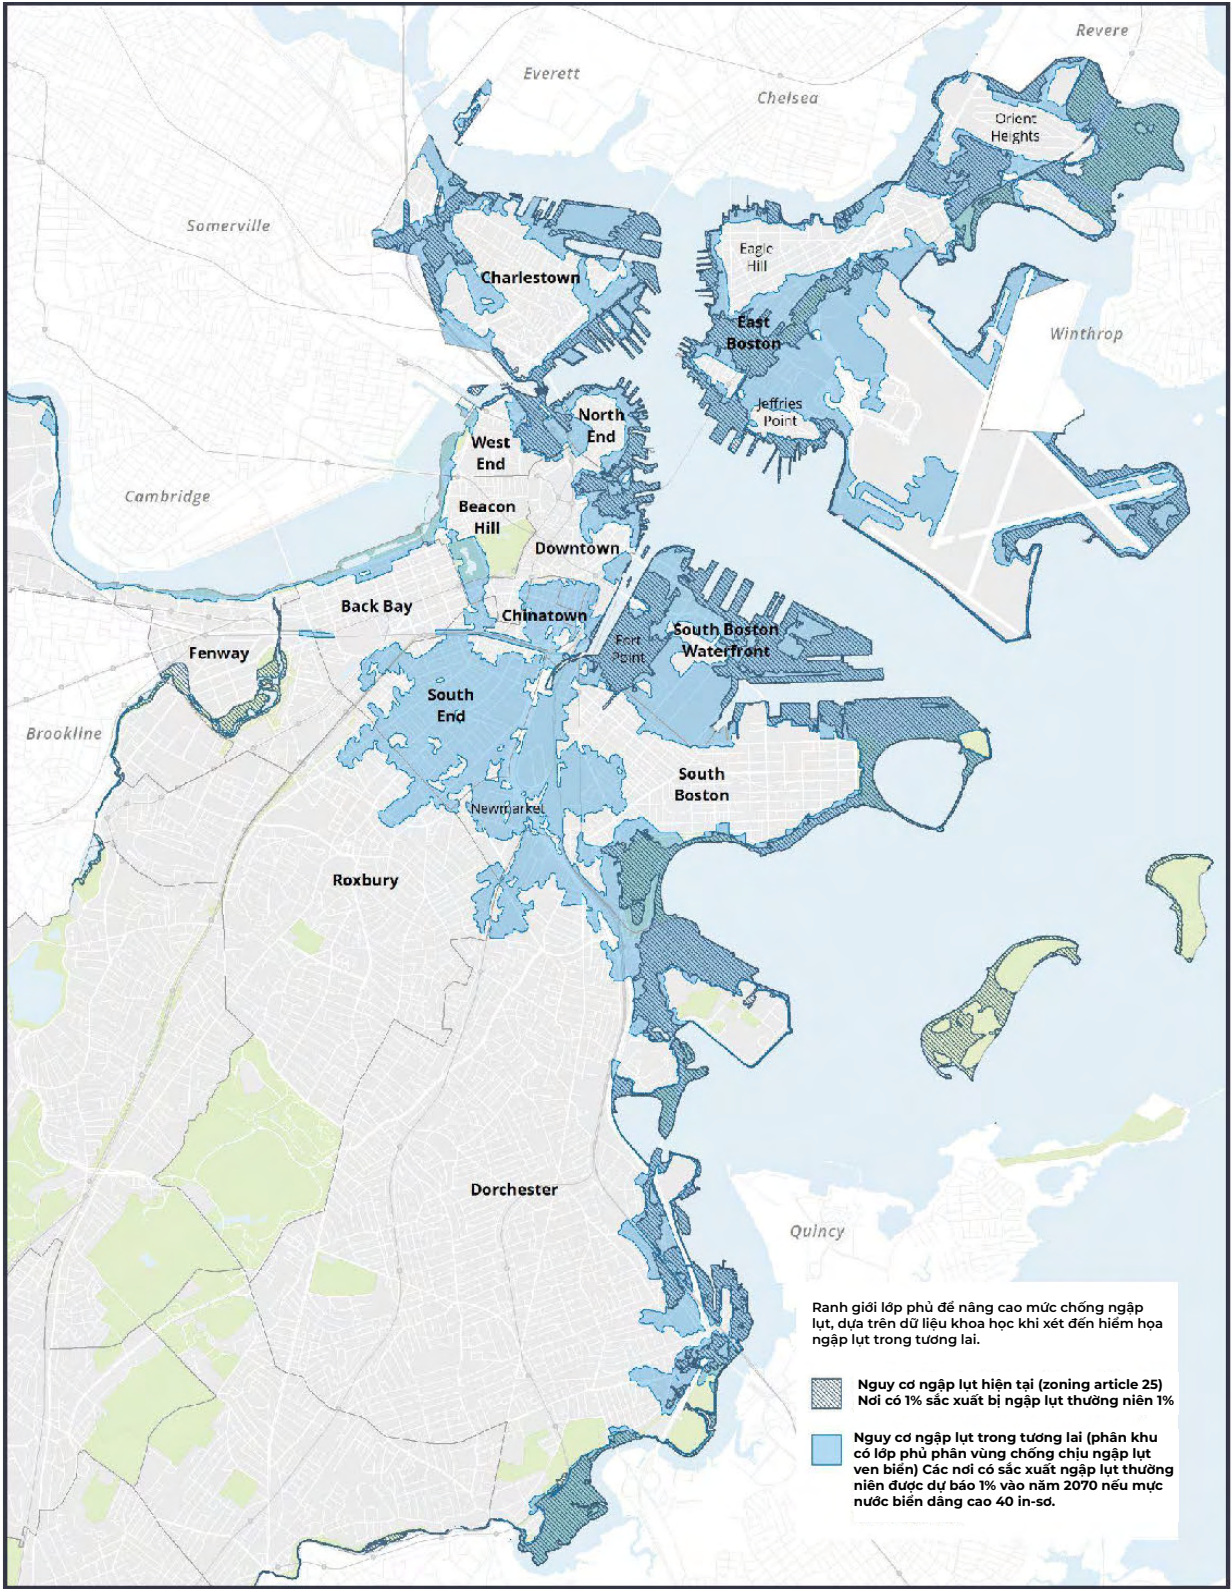 Revere
Everett
Chelsea
Orient
Heights
Somerville
Eagle
Hill
Charlestown
East
Boston
Winthrop
Jeffries
Point
North
End
West
End
Cambridge
Beacon
Hill
Downtown
Back Bay
Chinatown
South Boston
Waterfront
Fort
Point
Fenway
South
End
Brookline
South
Boston
Newmarket
Roxbury
Dorchester
Quincy
Ranh giới lớp phủ để nâng cao mức chống ngập
lụt, dựa trên dữ liệu khoa học khi xét đến hiểm họa
ngập lụt trong tương lai.
Nguy cơ ngập lụt hiện tại (zoning article 25)
Nơi có 1% sắc xuất bị ngập lụt thường niên 1%
Nguy cơ ngập lụt trong tương lai (phân khu
có lớp phủ phân vùng chống chịu ngập lụt
ven biển) Các nơi có sắc xuất ngập lụt thường
niên được dự báo 1% vào năm 2070 nếu mực
nước biển dâng cao 40 in-sơ.